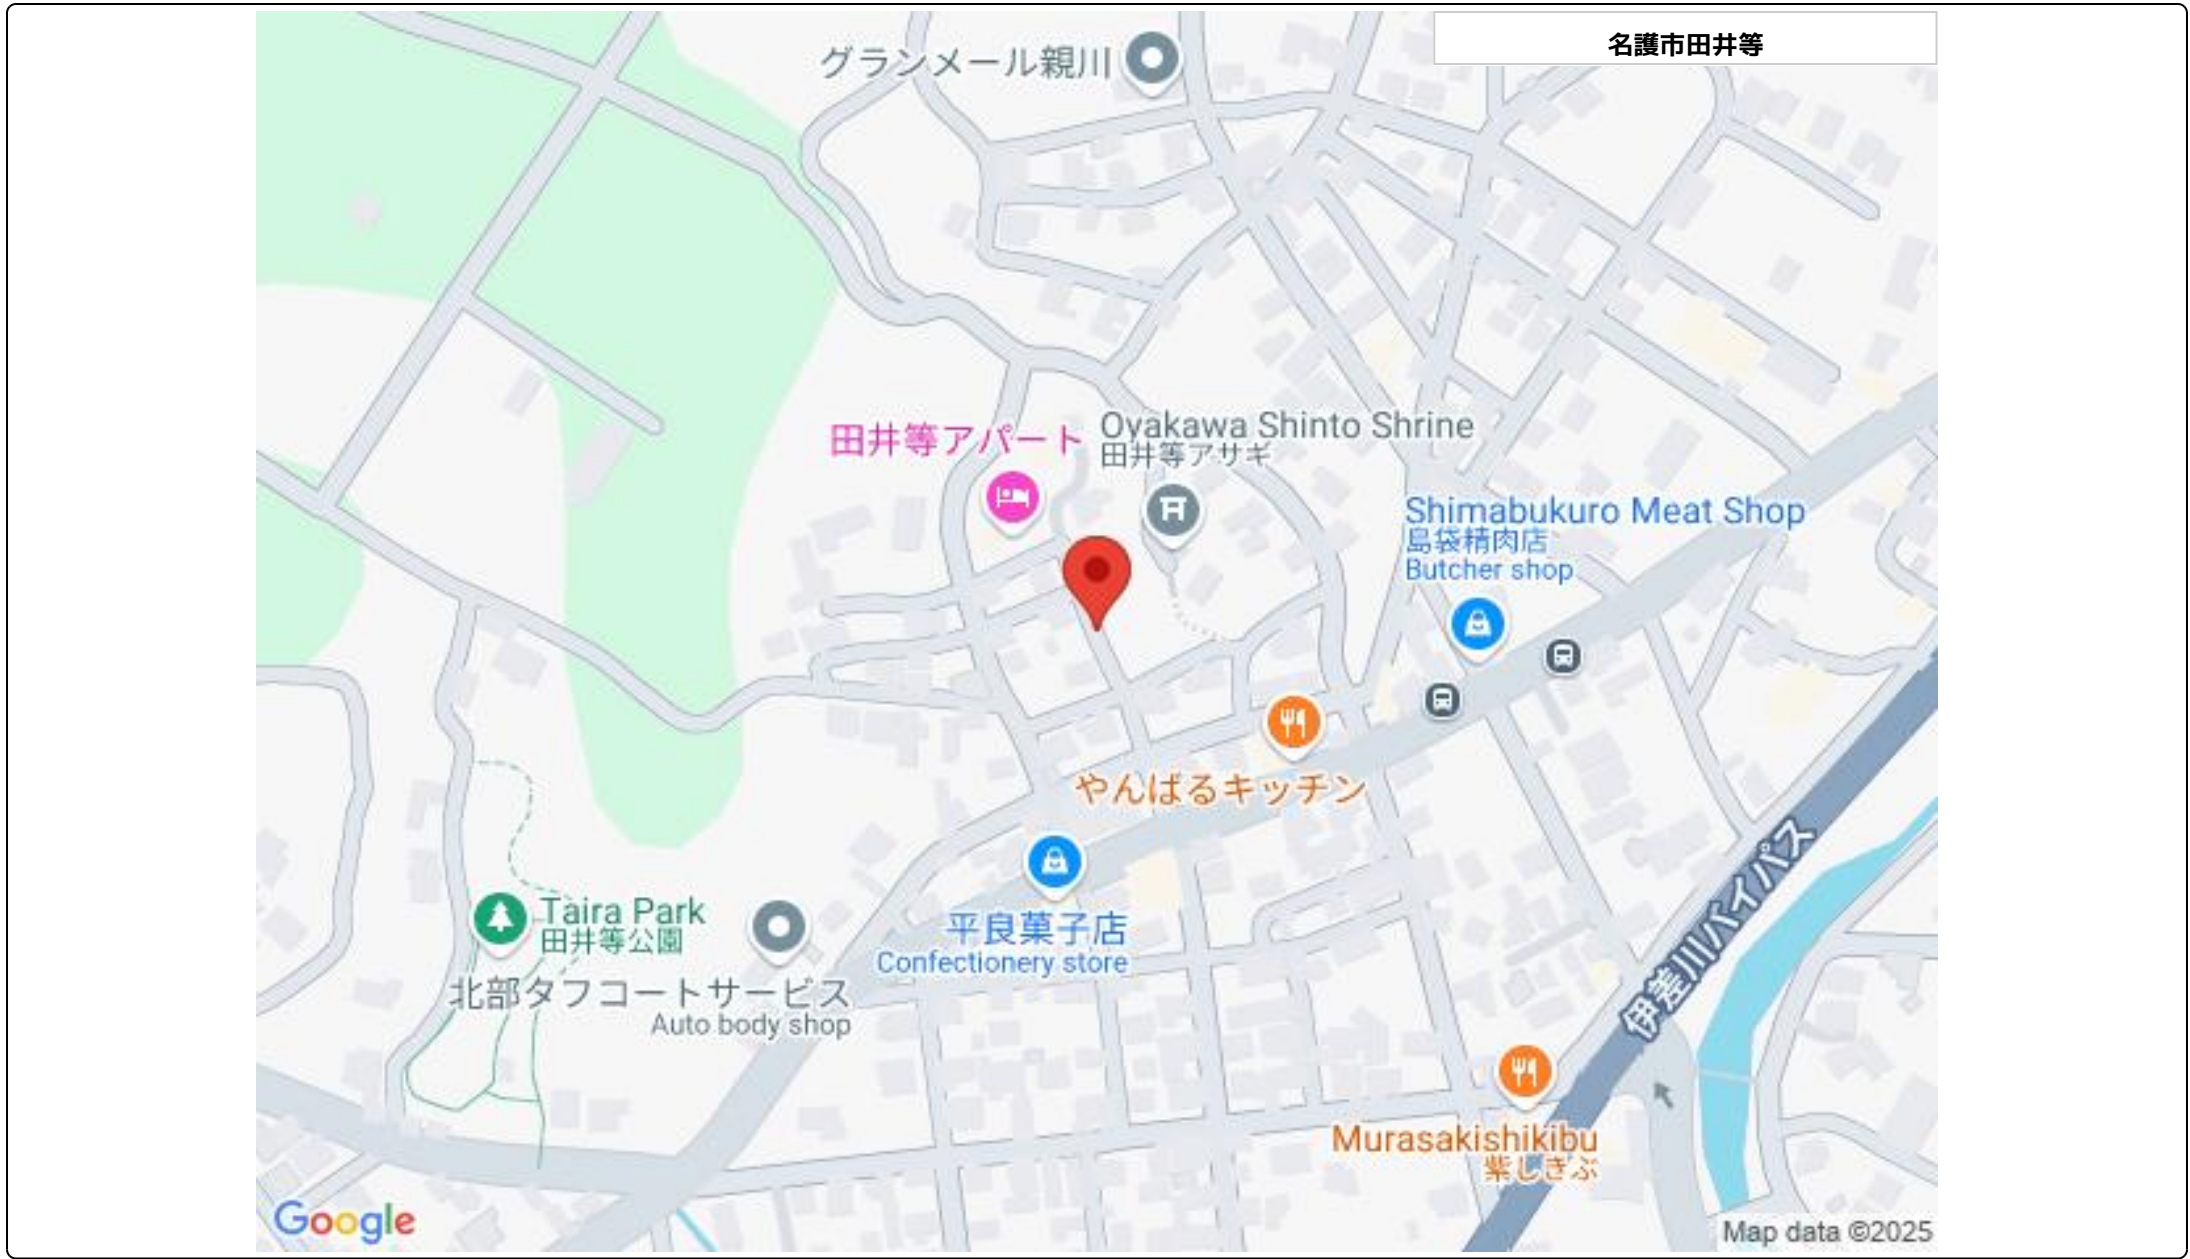 名護市田井等
グランメール親川
田井等アパート
Oyakawa Shinto Shrine
田井等アサギ
Shimabukuro Meat Shop
島袋精肉店
Butcher shop
やんばるキッチン
平良菓子店
Confectionery store
Taira Park
田井等公園
北部タフコートサービス
Auto body shop
伊差川バイパス
Murasakishikibu
紫しきぶ
Google
Map data ©2025